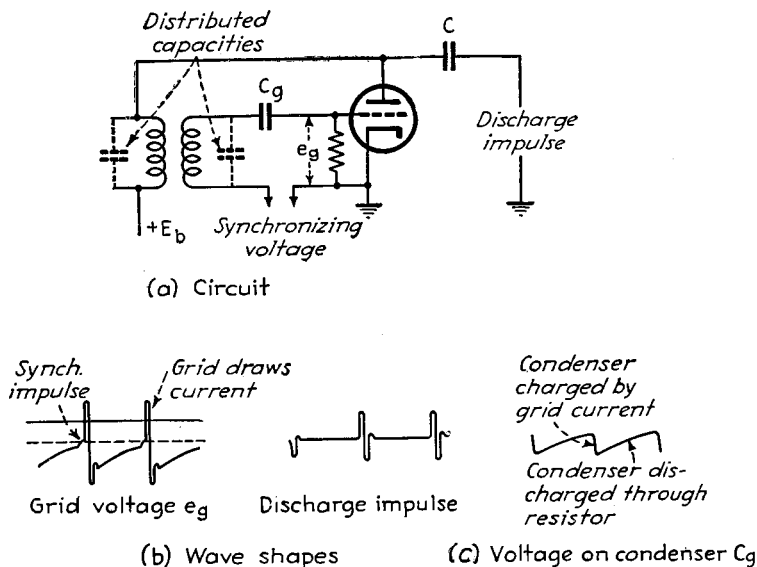 Distributed
capacities
C
Cg
eg
Discharge
impulse
+Eb
Synchronizing
voltage
(a) Circuit
Synch.
impulse
Grid draws
current
Condenser
charged by
grid current
Condenser dis-
charged through
resistor
Grid voltage eg
Discharge impulse
(b) Wave shapes
(c) Voltage on condenser Cg